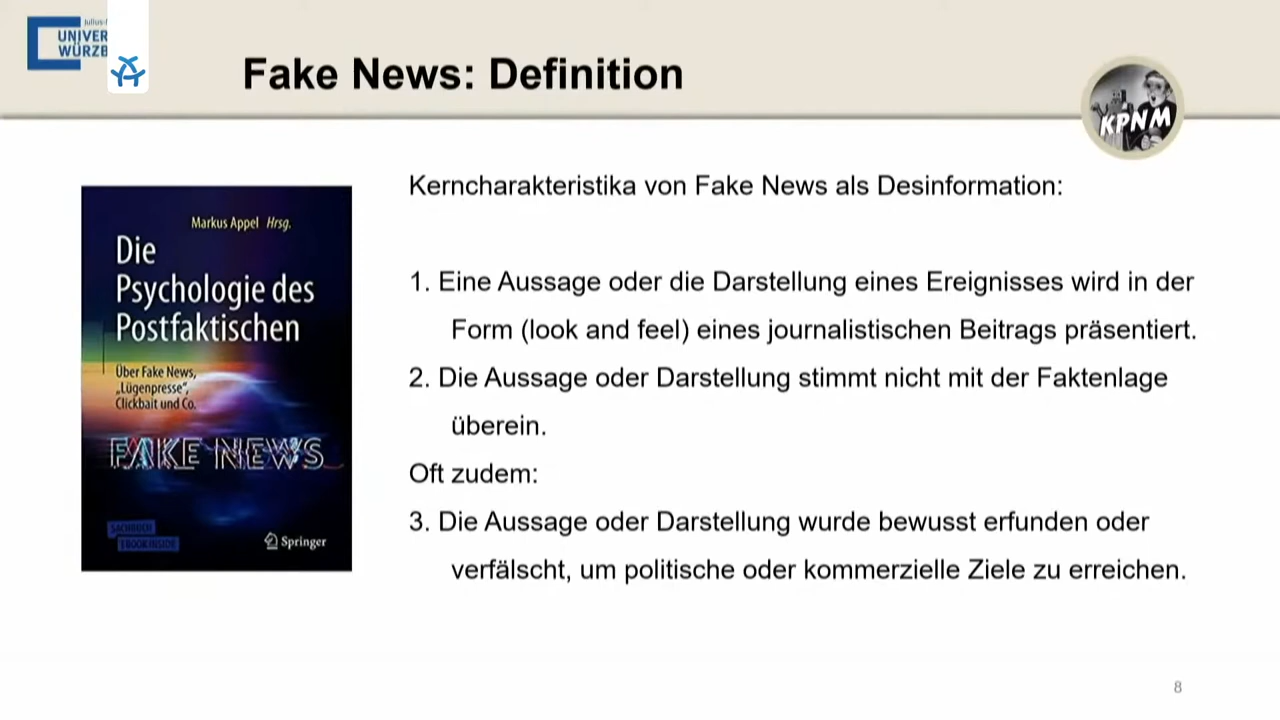 UNIVER
WÜRZB
Fake News: Definition
KPNM
Kerncharakteristika von Fake News als Desinformation:
1. Eine Aussage oder die Darstellung eines Ereignisses wird in der
Form (look and feel) eines journalistischen Beitrags präsentiert.
2. Die Aussage oder Darstellung stimmt nicht mit der Faktenlage
überein.
Oft zudem:
3. Die Aussage oder Darstellung wurde bewusst erfunden oder
verfälscht, um politische oder kommerzielle Ziele zu erreichen.
Markus Appel Hrsg.
Die
Psychologie des
Postfaktischen
Über Fake News,
„Lügenpresse“,
Clickbait und Co.
FAKE NEWS
SACHBUCH
EBOOK INSIDE
Springer
8